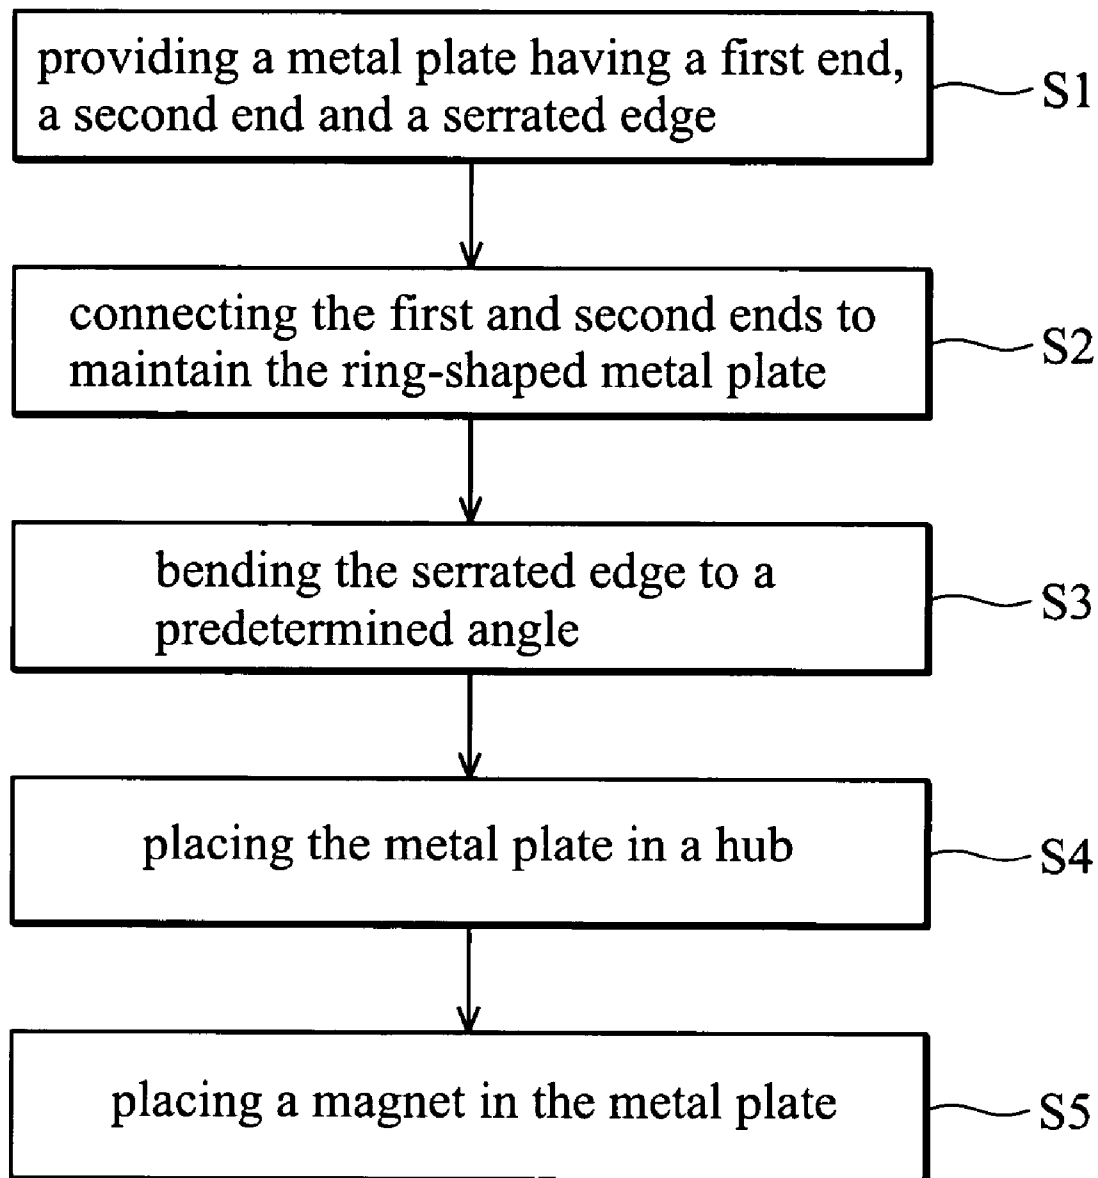 providing a metal plate having a first end,
a second end and a serrated edge
S1
connecting the first and second ends to
maintain the ring-shaped metal plate
S2
bending the serrated edge to a
predetermined angle
S3
placing the metal plate in a hub
S4
placing a magnet in the metal plate
S5